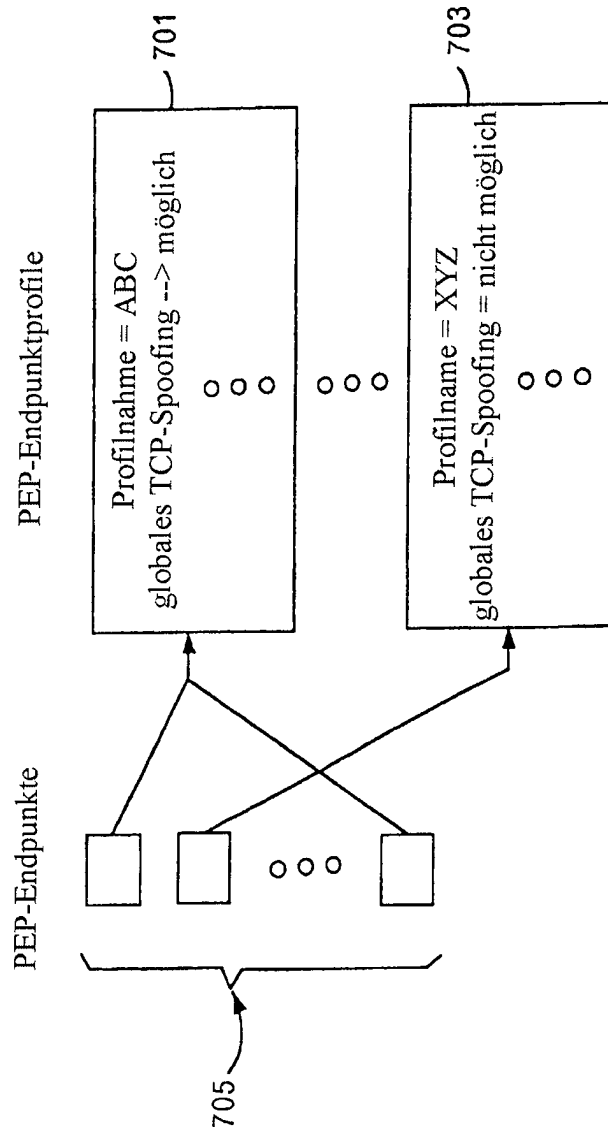 PEP-Endpunkte
PEP-Endpunktprofile
705
Profilnahme = ABC
globales TCP-Spoofing --> möglich
701
Profilname = XYZ
globales TCP-Spoofing = nicht möglich
703